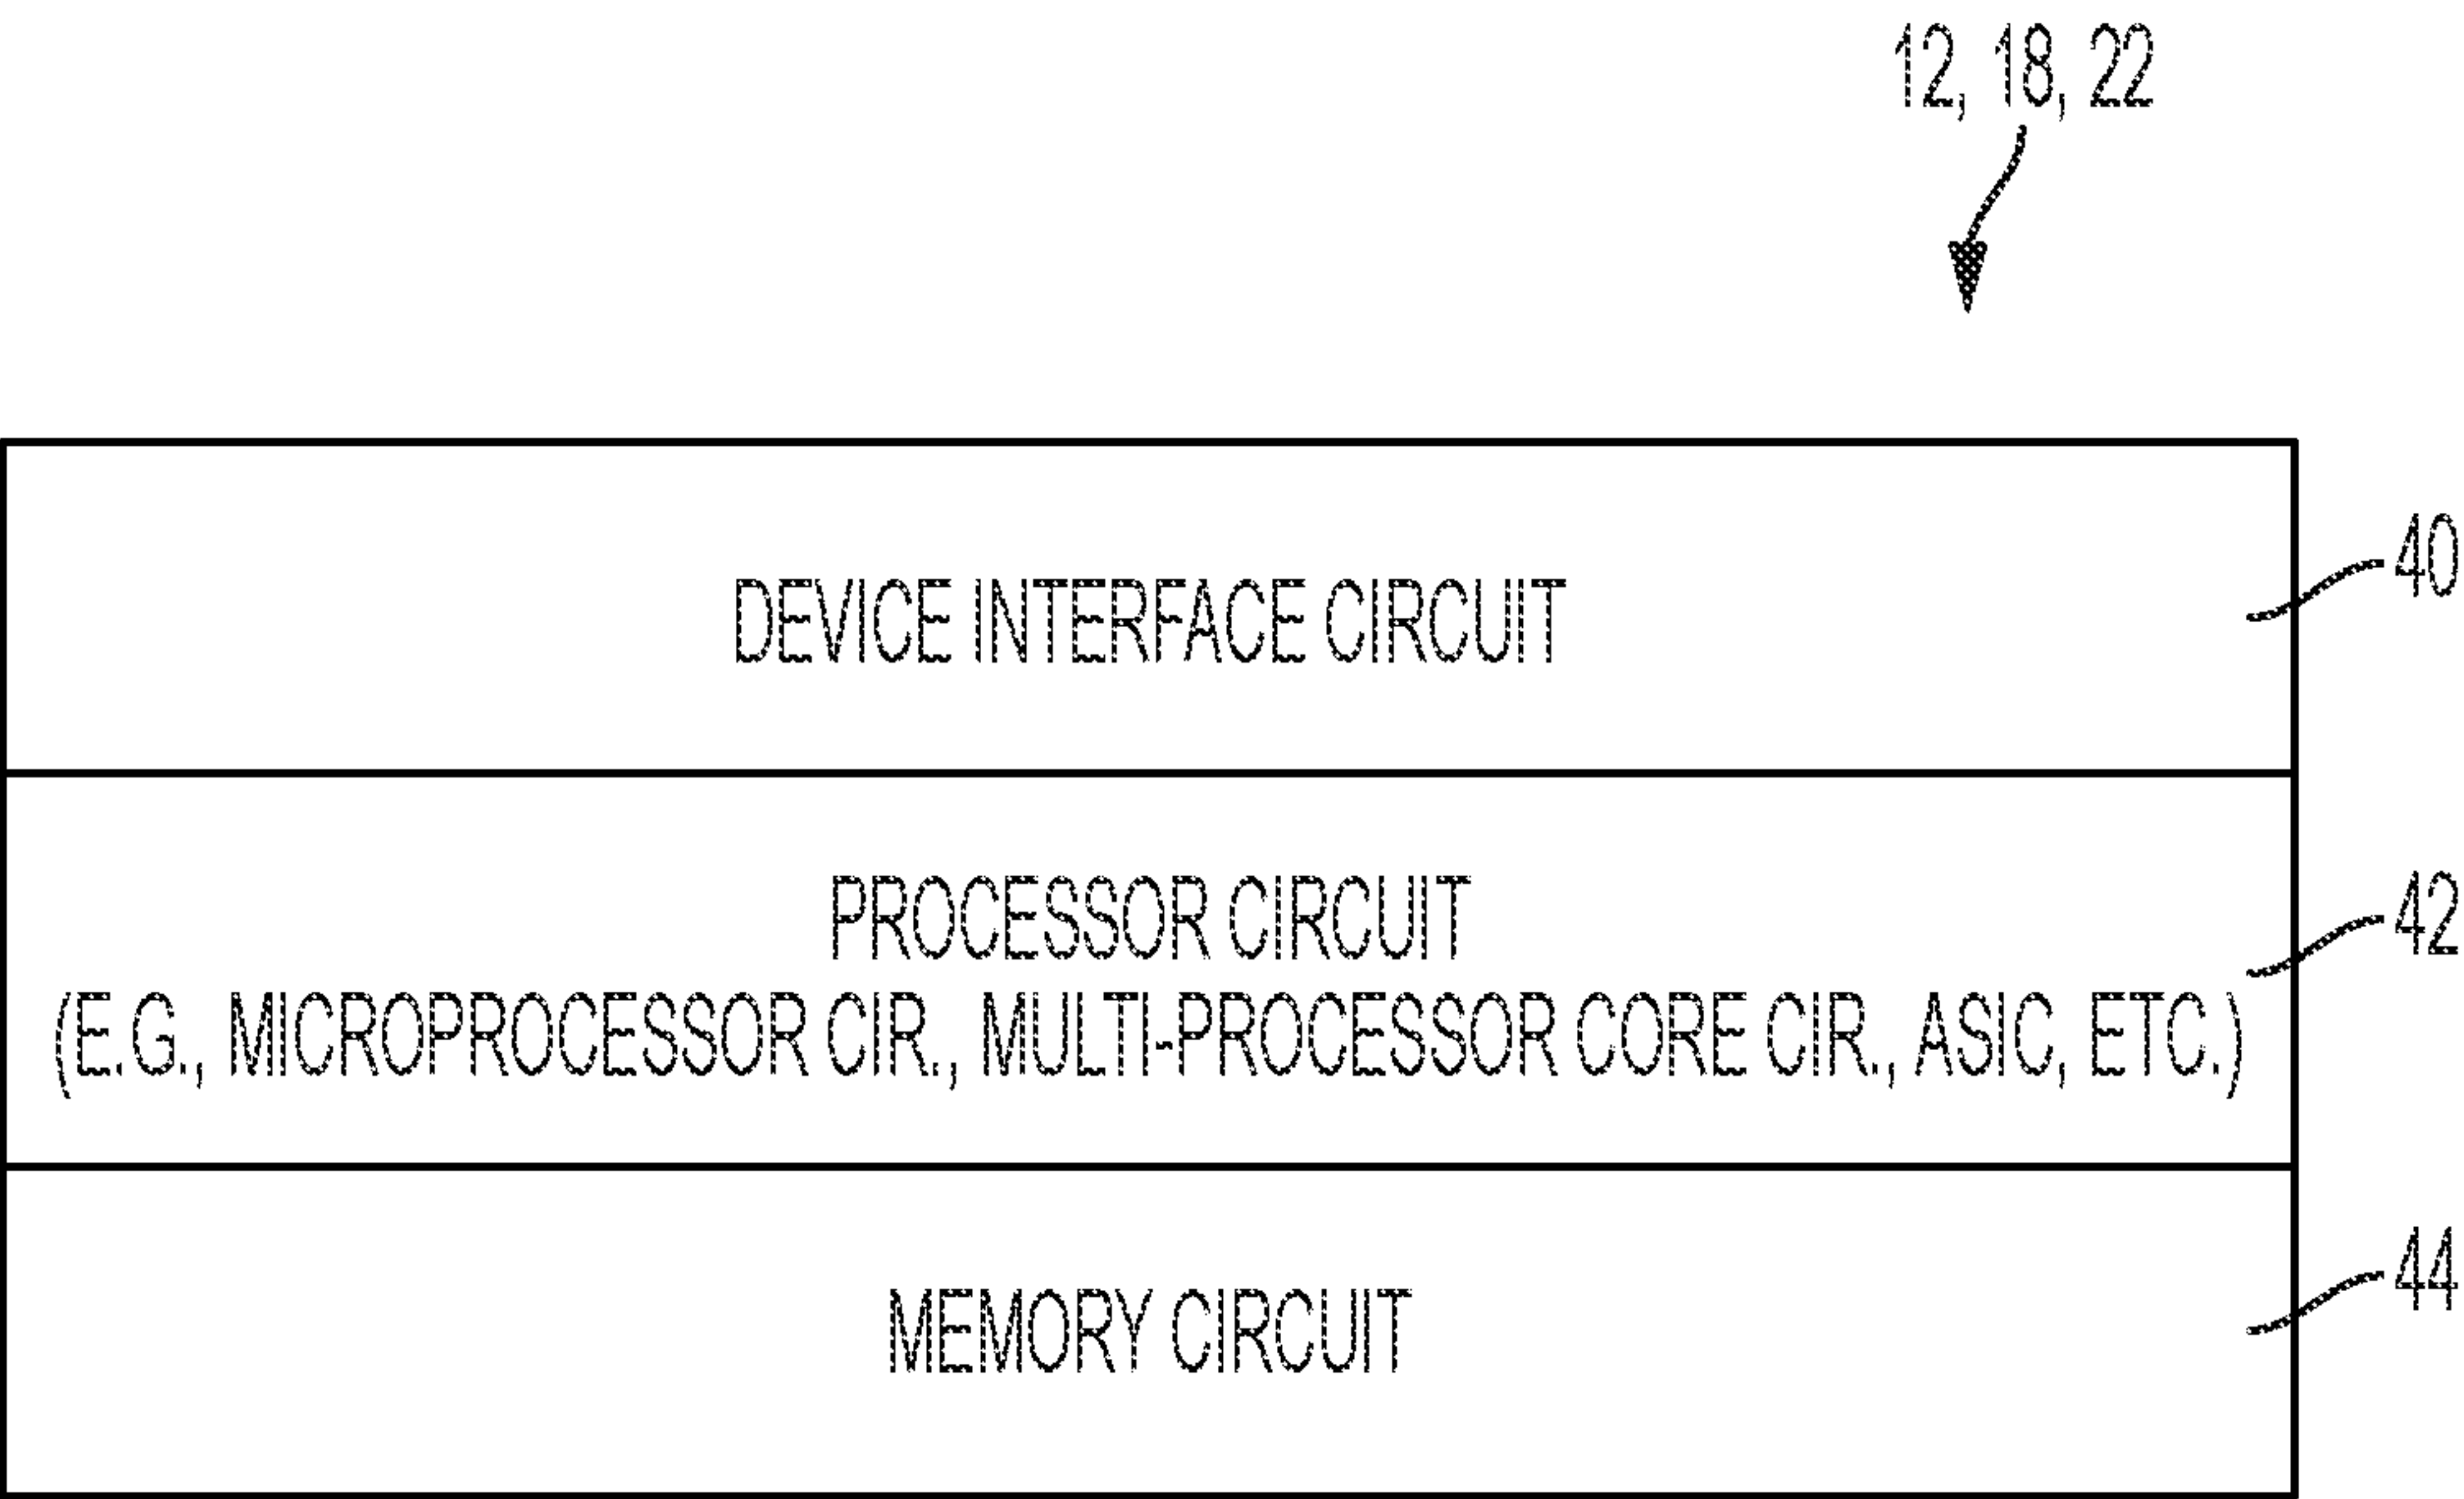 12, 18, 22
DEVICE INTERFACE CIRCUIT
40
PROCESSOR CIRCUIT
42
(E.G., MICROPROCESSOR CIR., MULTI-PROCESSOR CORE CIR., ASIC, ETC.)
MEMORY CIRCUIT
44